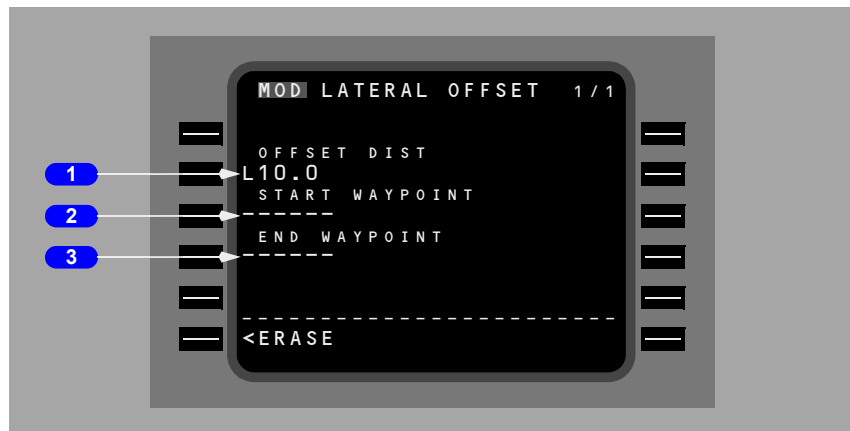 MOD LATERAL OFFSET 1/1
OFFSET DIST
1 L10.0
START WAYPOINT
2 ------
END WAYPOINT
3 ------
------------------------
<ERASE